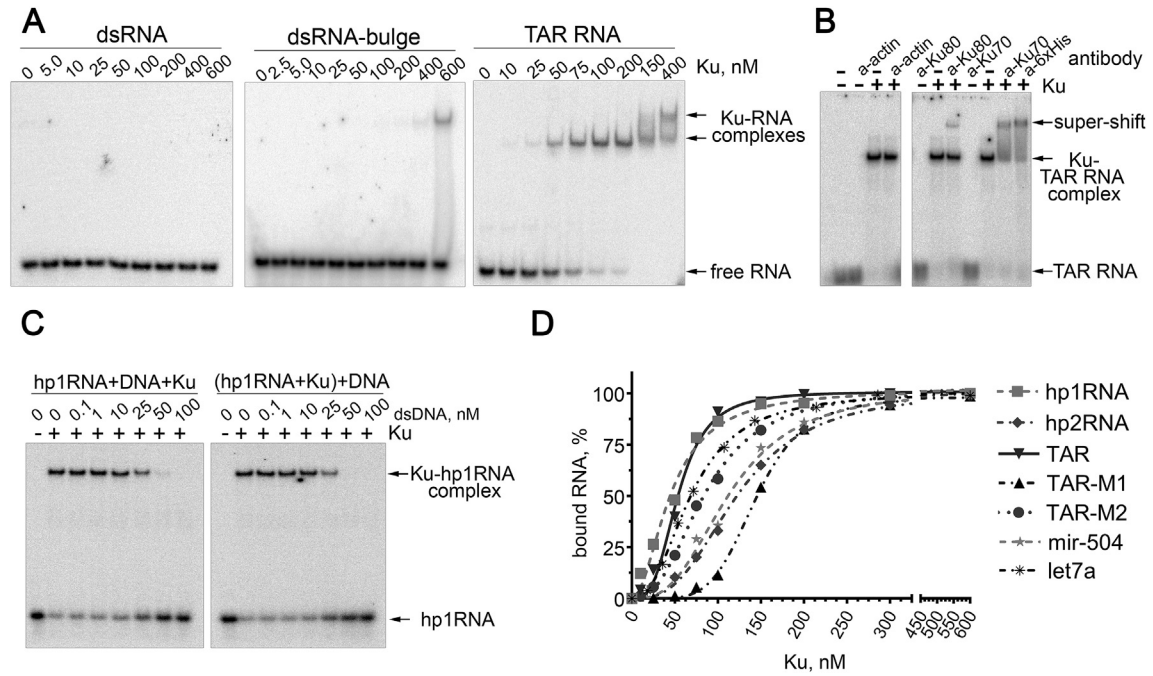 A
dsRNA
0 5.0 10 25 50 100 200 400 600
dsRNA-bulge
0 2.5 5.0 10 25 50 100 200 400 600
TAR RNA
0 10 25 50 75 100 200 150 400
Ku, nM
Ku-RNA
complexes
free RNA
B
- a-actin - a-actin a-Ku80 - a-Ku80 a-Ku70 - a-Ku70 a-6xHis antibody
- - + + - + + - + + + Ku
super-shift
Ku-
TAR RNA
complex
TAR RNA
C
hp1RNA+DNA+Ku
0 0 0.1 1 10 25 50 100
- + + + + + + +
(hp1RNA+Ku)+DNA
0 0 0.1 1 10 25 50 100
dsDNA, nM
- + + + + + + + Ku
Ku-hp1RNA
complex
hp1RNA
D
bound RNA, %
100
75
50
25
0
0 50 100 150 200 250 300 350 400 450 500 550 600
Ku, nM
hp1RNA
hp2RNA
TAR
TAR-M1
TAR-M2
mir-504
let7a